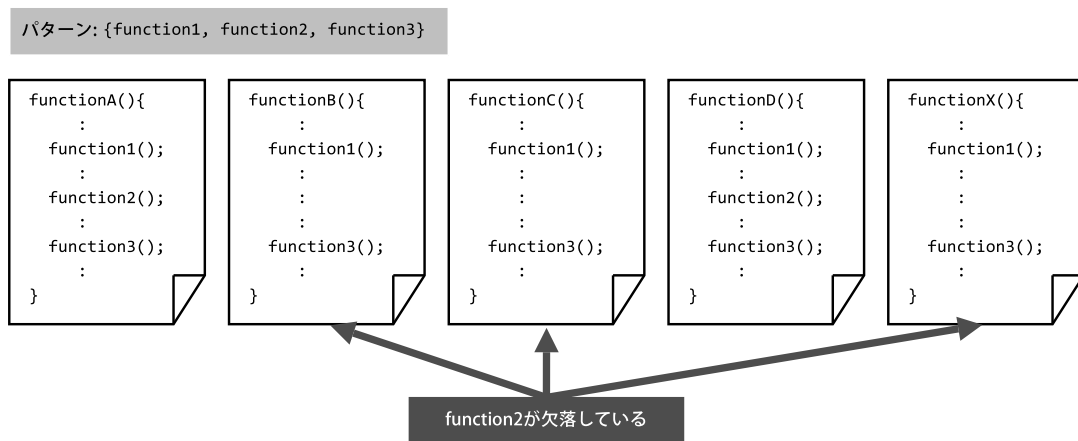 パターン: {function1, function2, function3}
functionA(){
:
function1();
:
function2();
:
function3();
:
}
functionB(){
:
function1();
:
:
:
function3();
:
}
functionC(){
:
function1();
:
:
:
function3();
:
}
functionD(){
:
function1();
:
function2();
:
function3();
:
}
functionX(){
:
function1();
:
:
:
function3();
:
}
function2が欠落している